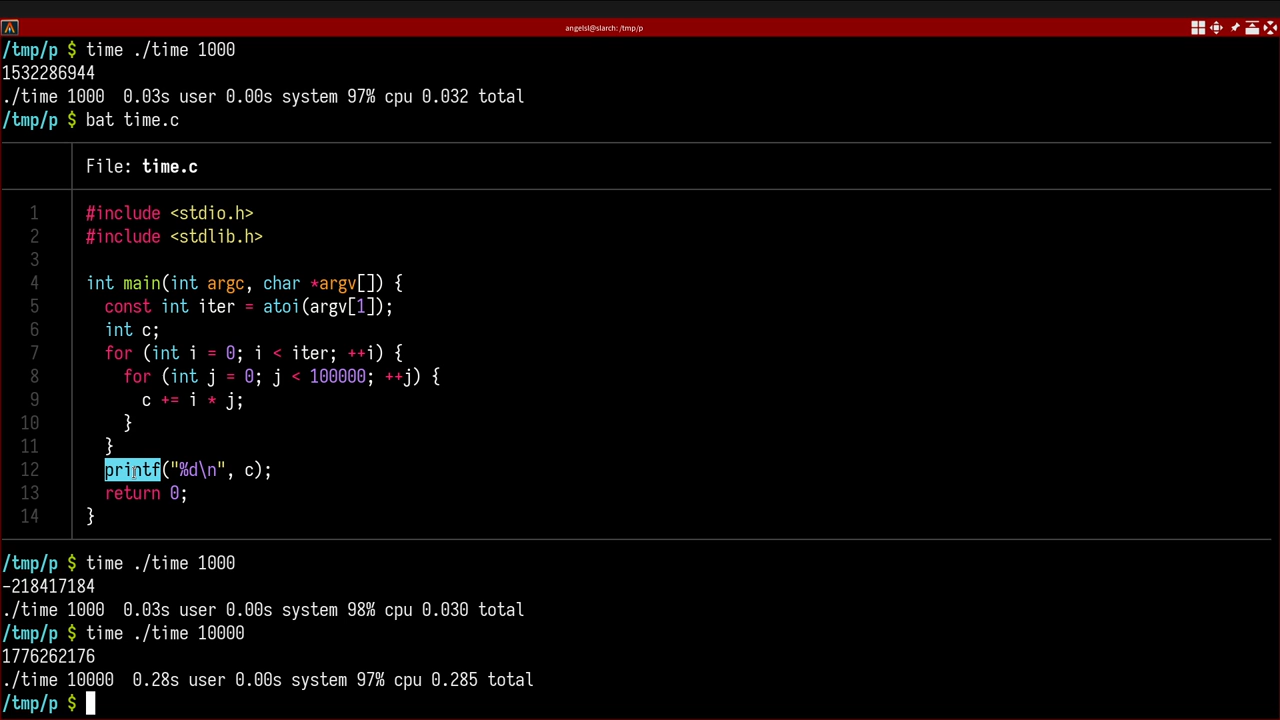 angelsl@slarch: /tmp/p
/tmp/p $ time ./time 1000
1532286944
./time 1000  0.03s user 0.00s system 97% cpu 0.032 total
/tmp/p $ bat time.c
File: time.c
1 #include <stdio.h>
2 #include <stdlib.h>
3
4 int main(int argc, char *argv[]) {
5   const int iter = atoi(argv[1]);
6   int c;
7   for (int i = 0; i < iter; ++i) {
8     for (int j = 0; j < 100000; ++j) {
9       c += i * j;
10     }
11   }
12   printf("%d\n", c);
13   return 0;
14 }
/tmp/p $ time ./time 1000
-218417184
./time 1000  0.03s user 0.00s system 98% cpu 0.030 total
/tmp/p $ time ./time 10000
1776262176
./time 10000  0.28s user 0.00s system 97% cpu 0.285 total
/tmp/p $